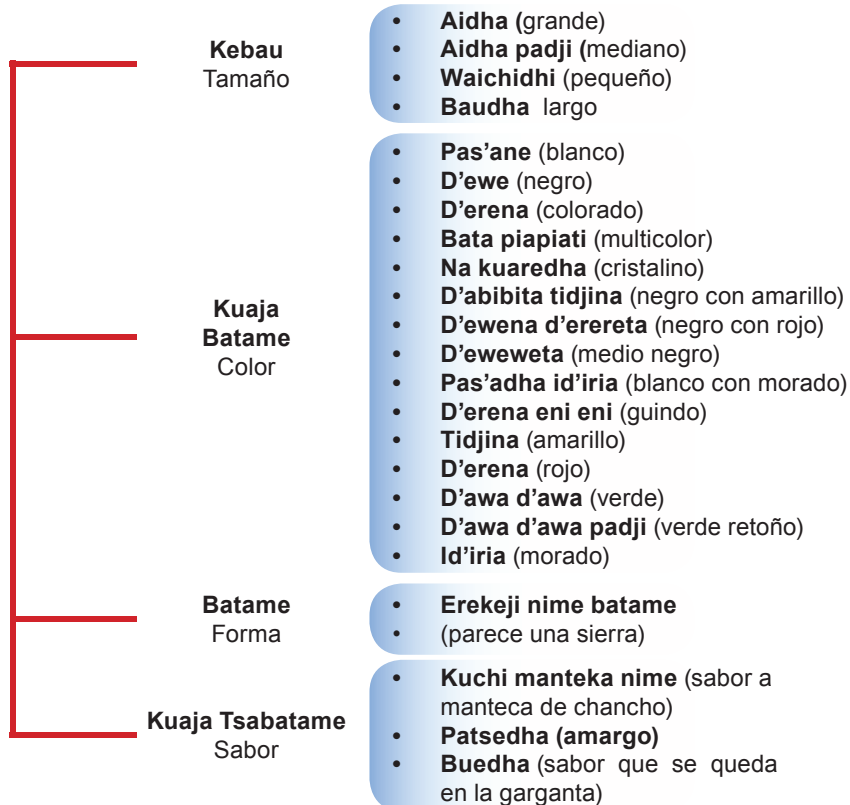 Kebau
Tamaño
• Aidha (grande)
• Aidha padji (mediano)
• Waichidhi (pequeño)
• Baudha largo
Kuaja
Batame
Color
• Pas’ane (blanco)
• D’ewe (negro)
• D’erena (colorado)
• Bata piapiati (multicolor)
• Na kuaredha (cristalino)
• D’abibita tidjina (negro con amarillo)
• D’ewena d’erereta (negro con rojo)
• D’eweweta (medio negro)
• Pas’adha id’iria (blanco con morado)
• D’erena eni eni (guindo)
• Tidjina (amarillo)
• D’erena (rojo)
• D’awa d’awa (verde)
• D’awa d’awa padji (verde retoño)
• Id’iria (morado)
Batame
Forma
• Erekeji nime batame
• (parece una sierra)
Kuaja Tsabatame
Sabor
• Kuchi manteka nime (sabor a
manteca de chancho)
• Patsedha (amargo)
• Buedha (sabor que se queda
en la garganta)